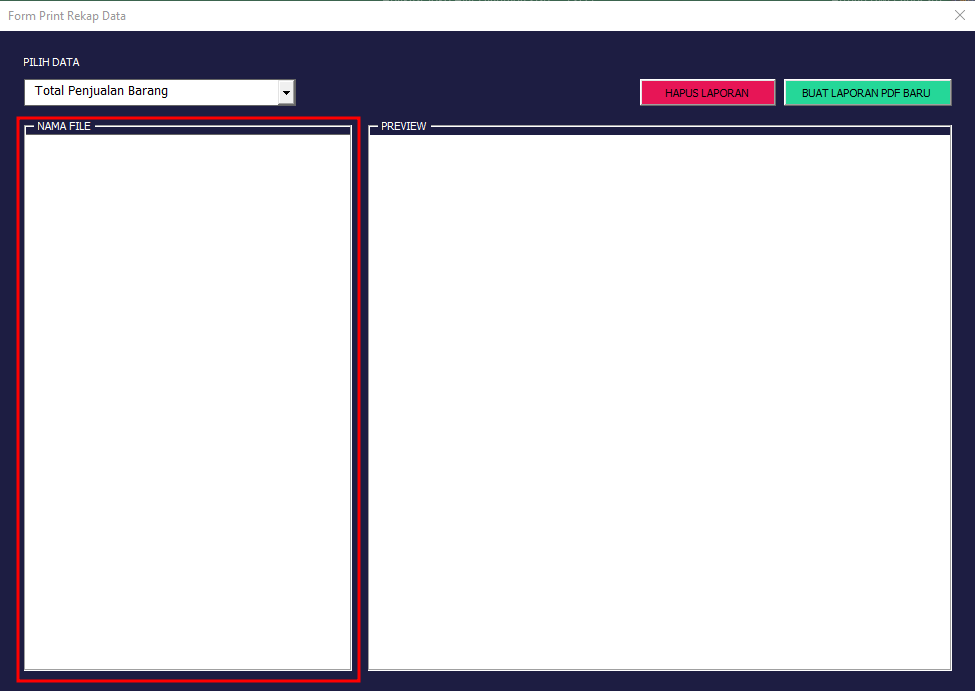 Form Print Rekap Data
PILIH DATA
Total Penjualan Barang
HAPUS LAPORAN
BUAT LAPORAN PDF BARU
NAMA FILE
PREVIEW